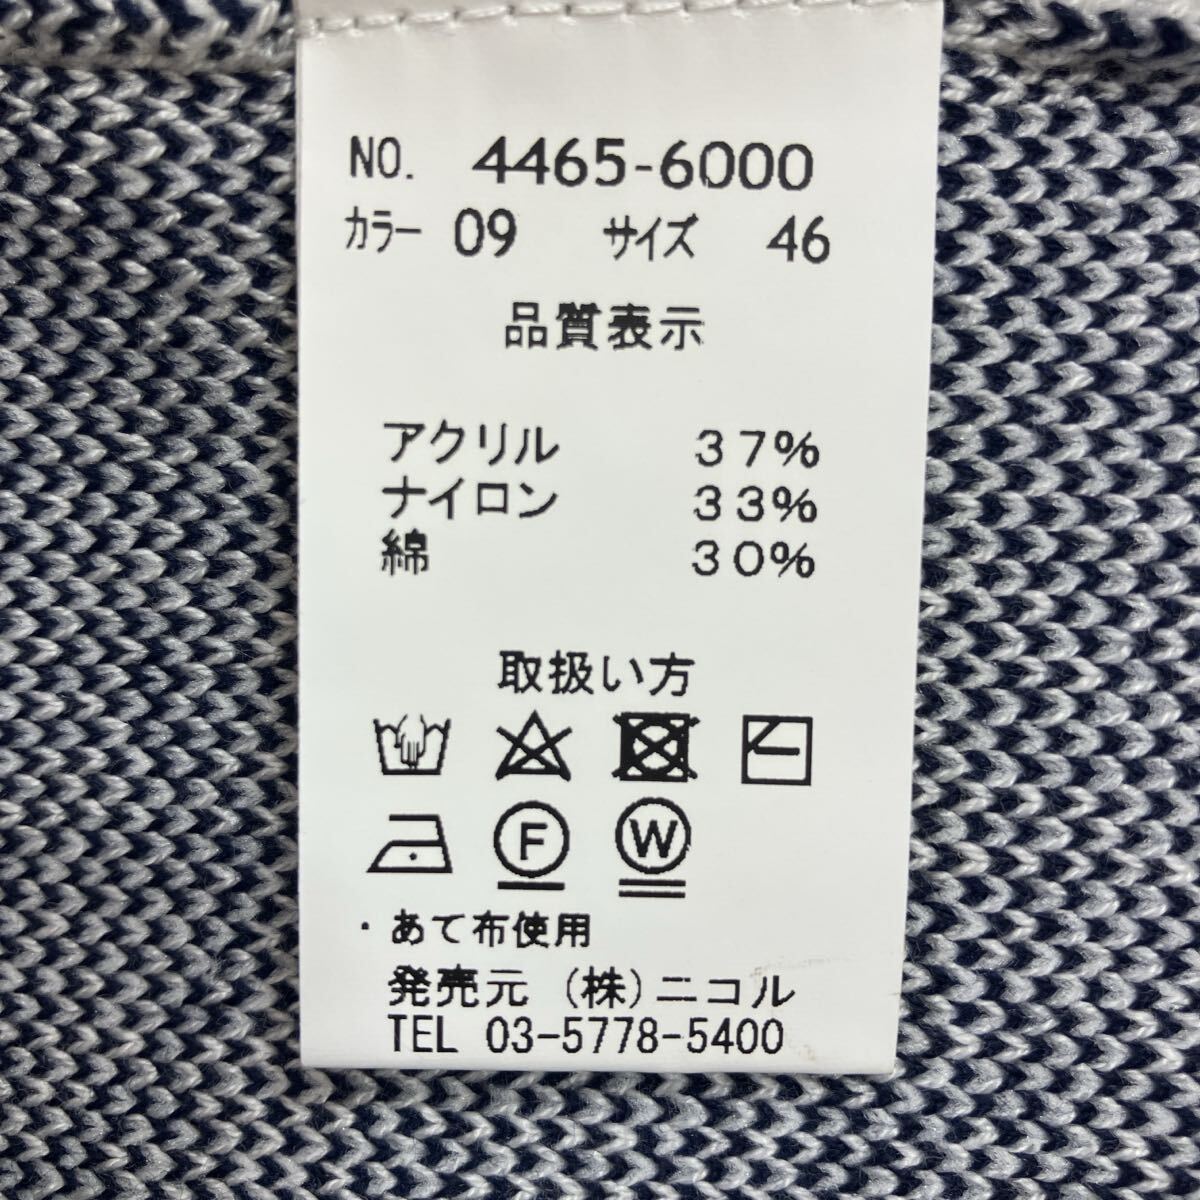 NO. 4465-6000
カラー 09 サイズ 46
品質表示
アクリル 37%
ナイロン 33%
綿 30%
取扱い方
F W
・あて布使用
発売元 (株)ニコル
TEL 03-5778-5400